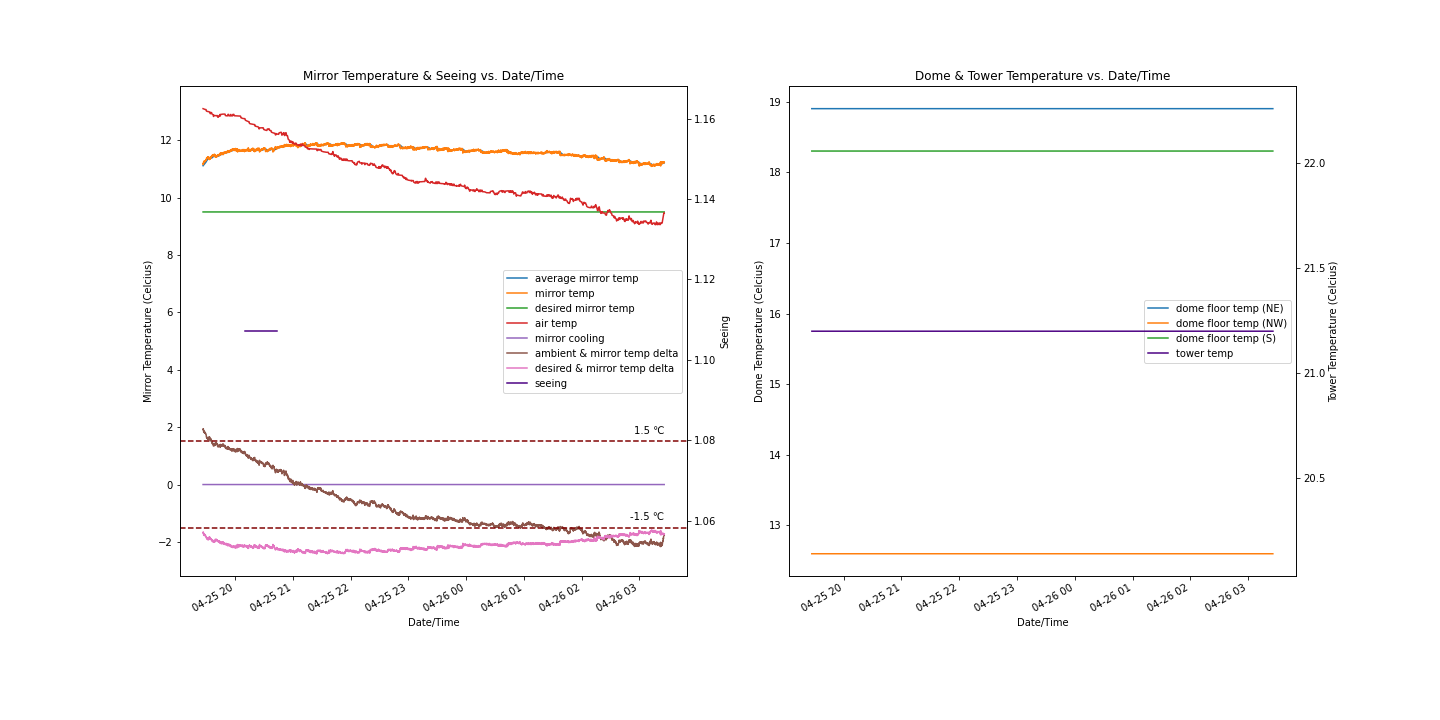 Mirror Temperature & Seeing vs. Date/Time
Mirror Temperature (Celcius)
12
10
8
6
4
2
0
−2
1.16
1.14
1.12
1.10
1.08
1.06
Seeing
average mirror temp
mirror temp
desired mirror temp
air temp
mirror cooling
ambient & mirror temp delta
desired & mirror temp delta
seeing
1.5 °C
-1.5 °C
04-25 20
04-25 21
04-25 22
04-25 23
04-26 00
04-26 01
04-26 02
04-26 03
Date/Time
Dome & Tower Temperature vs. Date/Time
Dome Temperature (Celcius)
19
18
17
16
15
14
13
22.0
21.5
21.0
20.5
Tower Temperature (Celcius)
dome floor temp (NE)
dome floor temp (NW)
dome floor temp (S)
tower temp
04-25 20
04-25 21
04-25 22
04-25 23
04-26 00
04-26 01
04-26 02
04-26 03
Date/Time